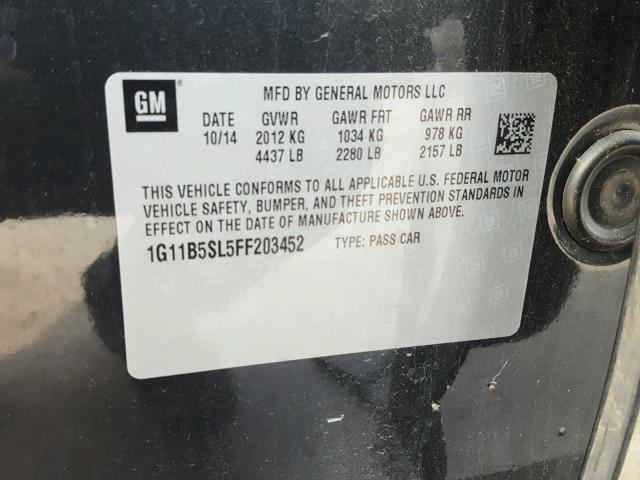 GM
MFD BY GENERAL MOTORS LLC
DATE GVWR GAWR FRT GAWR RR
10/14 2012 KG 1034 KG 978 KG
4437 LB 2280 LB 2157 LB
THIS VEHICLE CONFORMS TO ALL APPLICABLE U.S. FEDERAL MOTOR
VEHICLE SAFETY, BUMPER, AND THEFT PREVENTION STANDARDS IN
EFFECT ON THE DATE OF MANUFACTURE SHOWN ABOVE.
1G11B5SL5FF203452 TYPE: PASS CAR